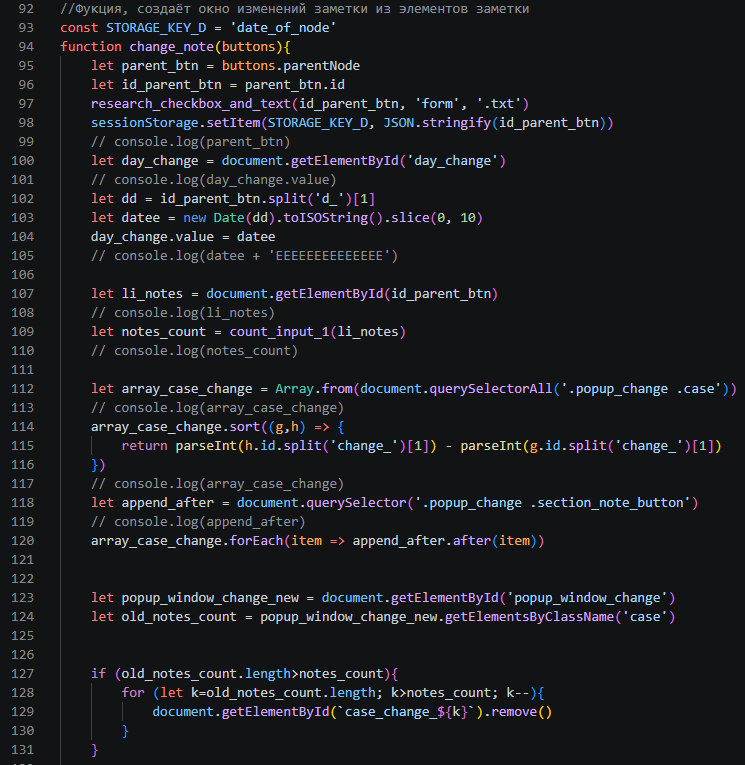 92 //Фукция, создаёт окно изменений заметки из элементов заметки
93 const STORAGE_KEY_D = 'date_of_node'
94 function change_note(buttons){
95     let parent_btn = buttons.parentNode
96     let id_parent_btn = parent_btn.id
97     research_checkbox_and_text(id_parent_btn, 'form', '.txt')
98     sessionStorage.setItem(STORAGE_KEY_D, JSON.stringify(id_parent_btn))
99     // console.log(parent_btn)
100     let day_change = document.getElementById('day_change')
101     // console.log(day_change.value)
102     let dd = id_parent_btn.split('d_')[1]
103     let datee = new Date(dd).toISOString().slice(0, 10)
104     day_change.value = datee
105     // console.log(datee + 'EEEEEEEEEEEEEE')
106
107     let li_notes = document.getElementById(id_parent_btn)
108     // console.log(li_notes)
109     let notes_count = count_input_1(li_notes)
110     // console.log(notes_count)
111
112     let array_case_change = Array.from(document.querySelectorAll('.popup_change .case'))
113     // console.log(array_case_change)
114     array_case_change.sort((g,h) => {
115         return parseInt(h.id.split('change_')[1]) - parseInt(g.id.split('change_')[1])
116     })
117     // console.log(array_case_change)
118     let append_after = document.querySelector('.popup_change .section_note_button')
119     // console.log(append_after)
120     array_case_change.forEach(item => append_after.after(item))
121
122
123     let popup_window_change_new = document.getElementById('popup_window_change')
124     let old_notes_count = popup_window_change_new.getElementsByClassName('case')
125
126
127     if (old_notes_count.length>notes_count){
128         for (let k=old_notes_count.length; k>notes_count; k--){
129             document.getElementById(`case_change_${k}`).remove()
130         }
131     }